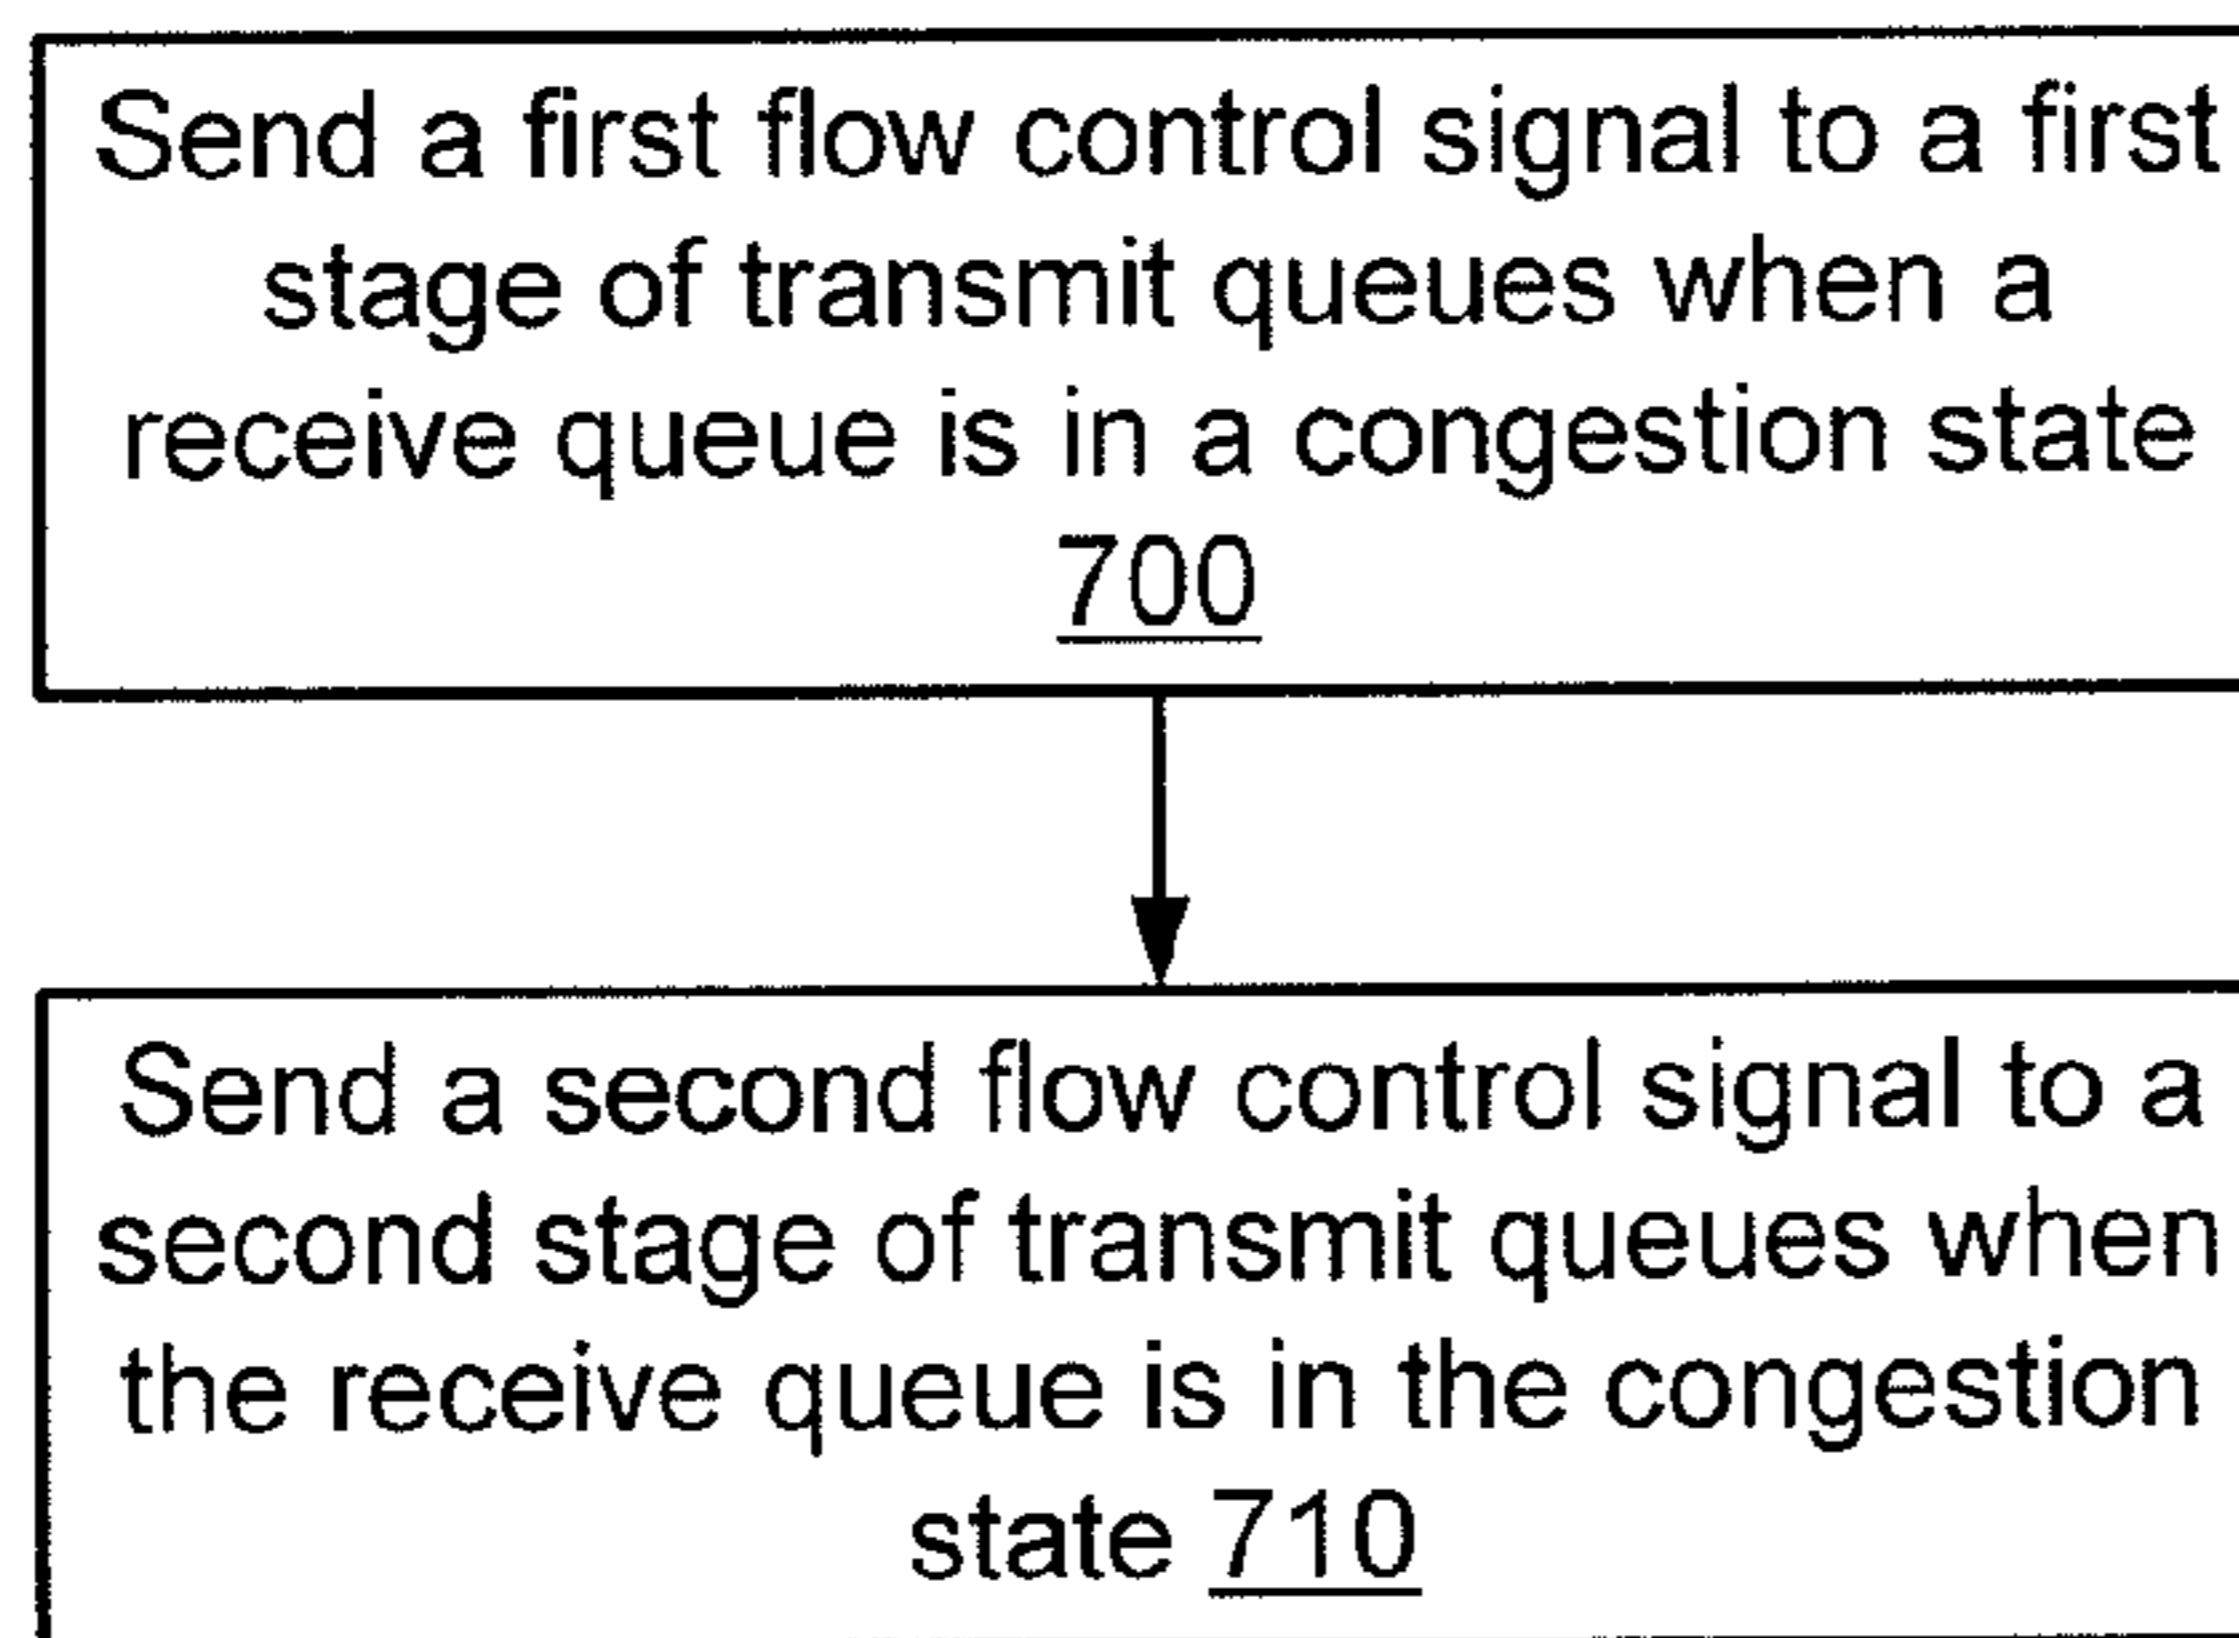 Send a first flow control signal to a first
stage of transmit queues when a
receive queue is in a congestion state
700
Send a second flow control signal to a
second stage of transmit queues when
the receive queue is in the congestion
state 710